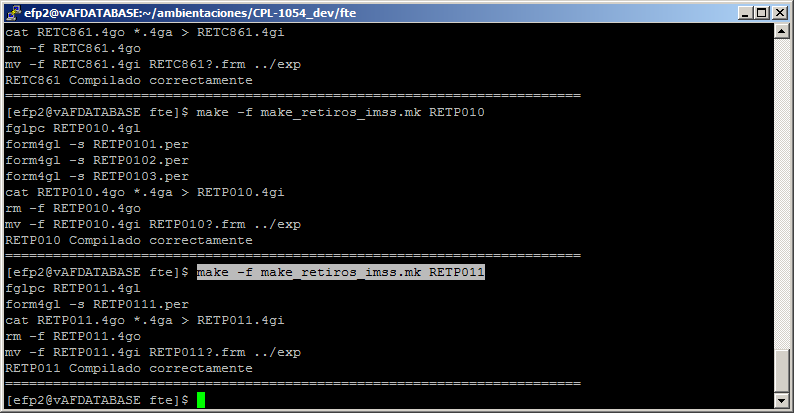 efp2@vAFDATABASE:~/ambientaciones/CPL-1054_dev/fte
cat RETC861.4go *.4ga > RETC861.4gi
rm -f RETC861.4go
mv -f RETC861.4gi RETC861?.frm ../exp
RETC861 Compilado correctamente
========================================================================
[efp2@vAFDATABASE fte]$ make -f make_retiros_imss.mk RETP010
fglpc RETP010.4gl
form4gl -s RETP0101.per
form4gl -s RETP0102.per
form4gl -s RETP0103.per
cat RETP010.4go *.4ga > RETP010.4gi
rm -f RETP010.4go
mv -f RETP010.4gi RETP010?.frm ../exp
RETP010 Compilado correctamente
========================================================================
[efp2@vAFDATABASE fte]$ make -f make_retiros_imss.mk RETP011
fglpc RETP011.4gl
form4gl -s RETP0111.per
cat RETP011.4go *.4ga > RETP011.4gi
rm -f RETP011.4go
mv -f RETP011.4gi RETP011?.frm ../exp
RETP011 Compilado correctamente
========================================================================
[efp2@vAFDATABASE fte]$